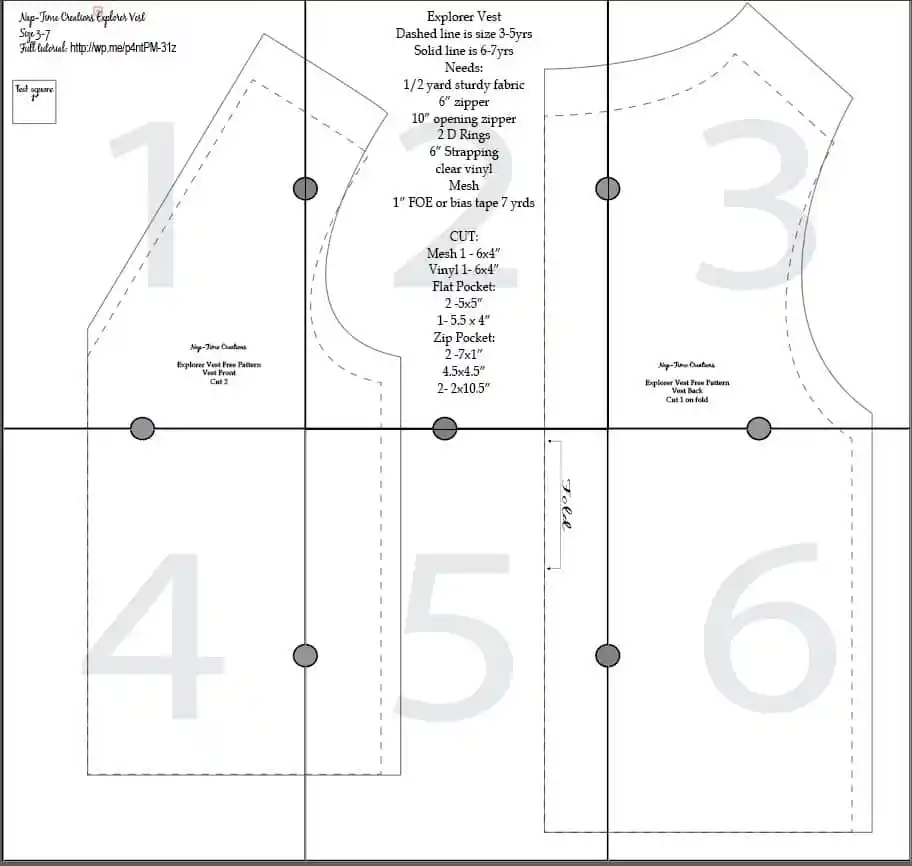 Nap-Time Creations Explorer Vest
Size 3-7
Full tutorial: http://wp.me/p4ntPM-31z
Test square
1"
Explorer Vest
Dashed line is size 3-5yrs
Solid line is 6-7yrs
Needs:
1/2 yard sturdy fabric
6" zipper
10" opening zipper
2 D Rings
6" Strapping
clear vinyl
Mesh
1" FOE or bias tape 7 yrds
CUT:
Mesh 1 - 6x4"
Vinyl 1- 6x4"
Flat Pocket:
2 -5x5"
1- 5.5 x 4"
Zip Pocket:
2 -7x1"
4.5x4.5"
2- 2x10.5"
1
2
3
Nap-Time Creations
Explorer Vest Free Pattern
Vest Front
Cut 2
Nap-Time Creations
Explorer Vest Free Pattern
Vest Back
Cut 1 on fold
Fold
4
5
6